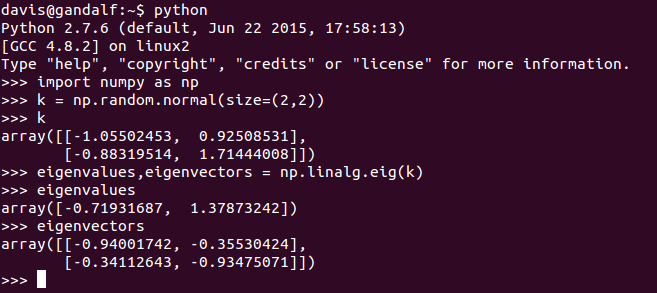 davis@gandalf:~$ python
Python 2.7.6 (default, Jun 22 2015, 17:58:13)
[GCC 4.8.2] on linux2
Type "help", "copyright", "credits" or "license" for more information.
>>> import numpy as np
>>> k = np.random.normal(size=(2,2))
>>> k
array([[-1.05502453,  0.92508531],
       [-0.88319514,  1.71444008]])
>>> eigenvalues,eigenvectors = np.linalg.eig(k)
>>> eigenvalues
array([-0.71931687,  1.37873242])
>>> eigenvectors
array([[-0.94001742, -0.35530424],
       [-0.34112643, -0.93475071]])
>>>